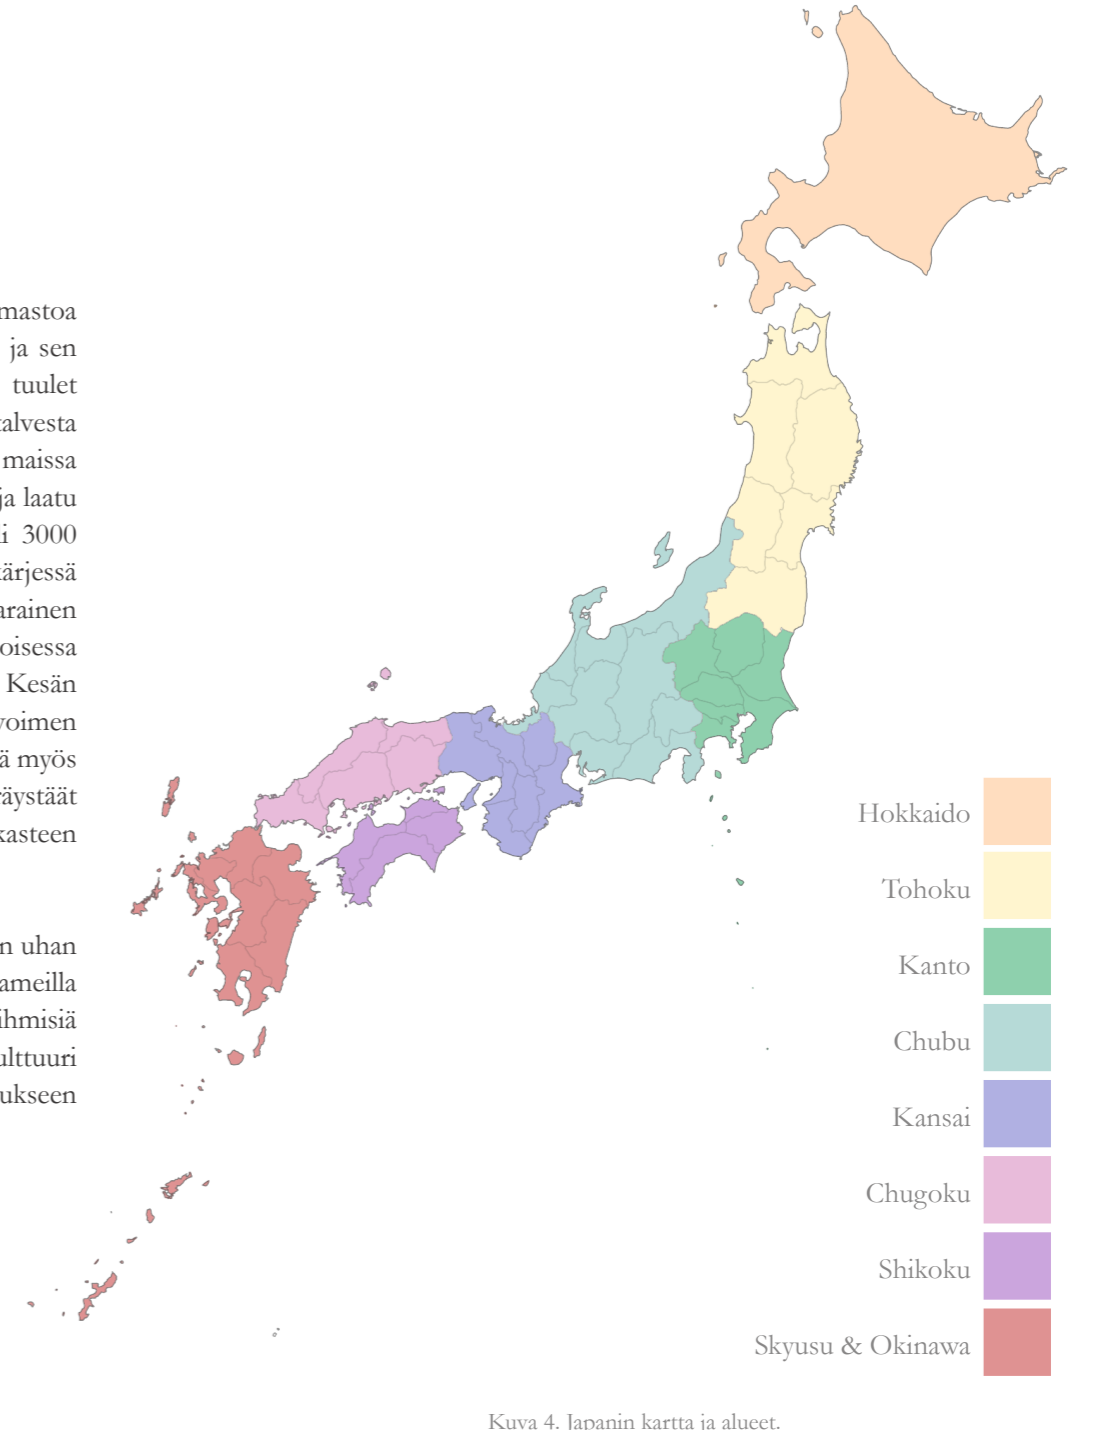 mastoa
ja sen
tuulet
talvesta
maissa
ja laatu
i 3000
kärjessä
arainen
oisessa
Kesän
voimen
ä myös
räystäät
kasteen
n uhan
ameilla
ihmisiä
ulttuuri
ukseen
Hokkaido
Tohoku
Kanto
Chubu
Kansai
Chugoku
Shikoku
Skyusu & Okinawa
Kuva 4. Japanin kartta ja alueet.